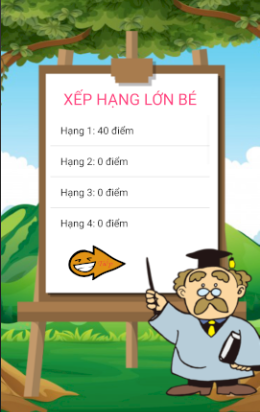 XẾP HẠNG LỚN BÉ
Hạng 1: 40 điểm
Hạng 2: 0 điểm
Hạng 3: 0 điểm
Hạng 4: 0 điểm